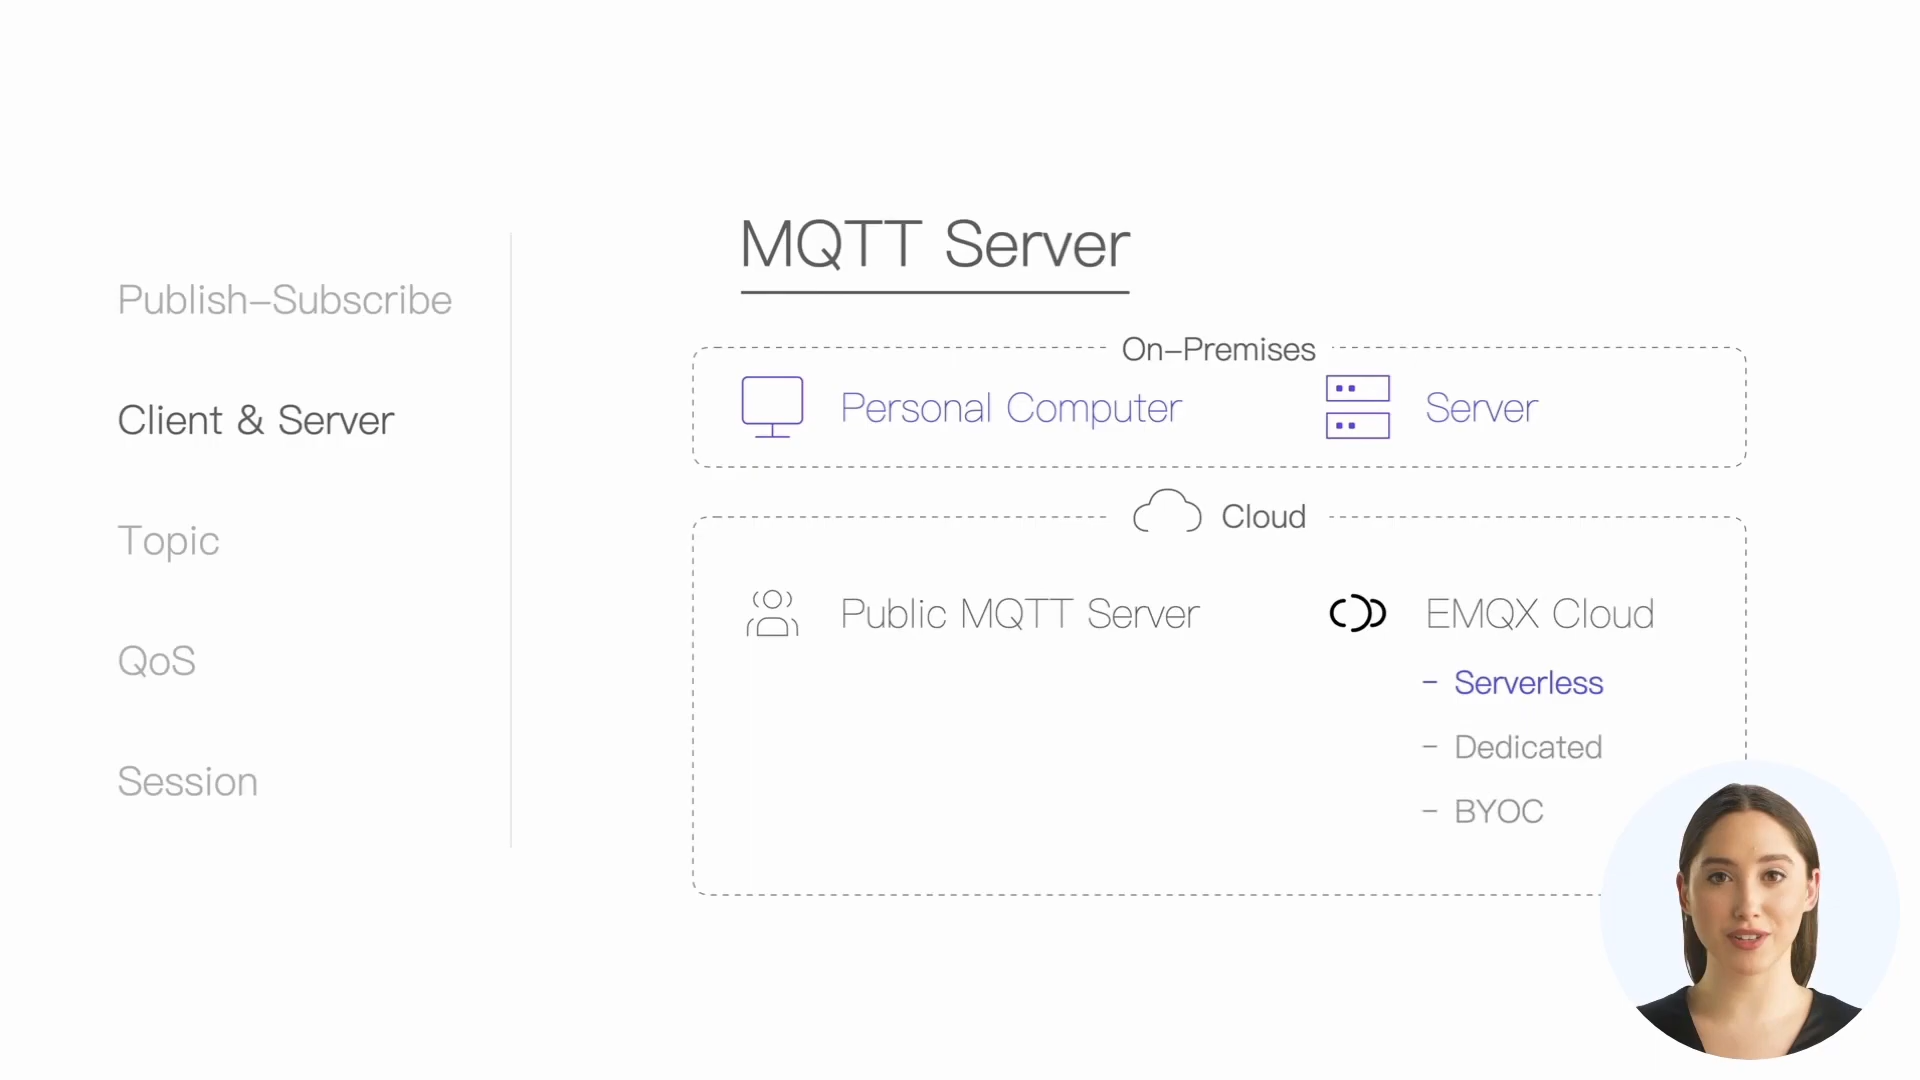 Publish-Subscribe
Client & Server
Topic
QoS
Session
MQTT Server
On-Premises
Personal Computer
Server
Cloud
Public MQTT Server
EMQX Cloud
- Serverless
- Dedicated
- BYOC